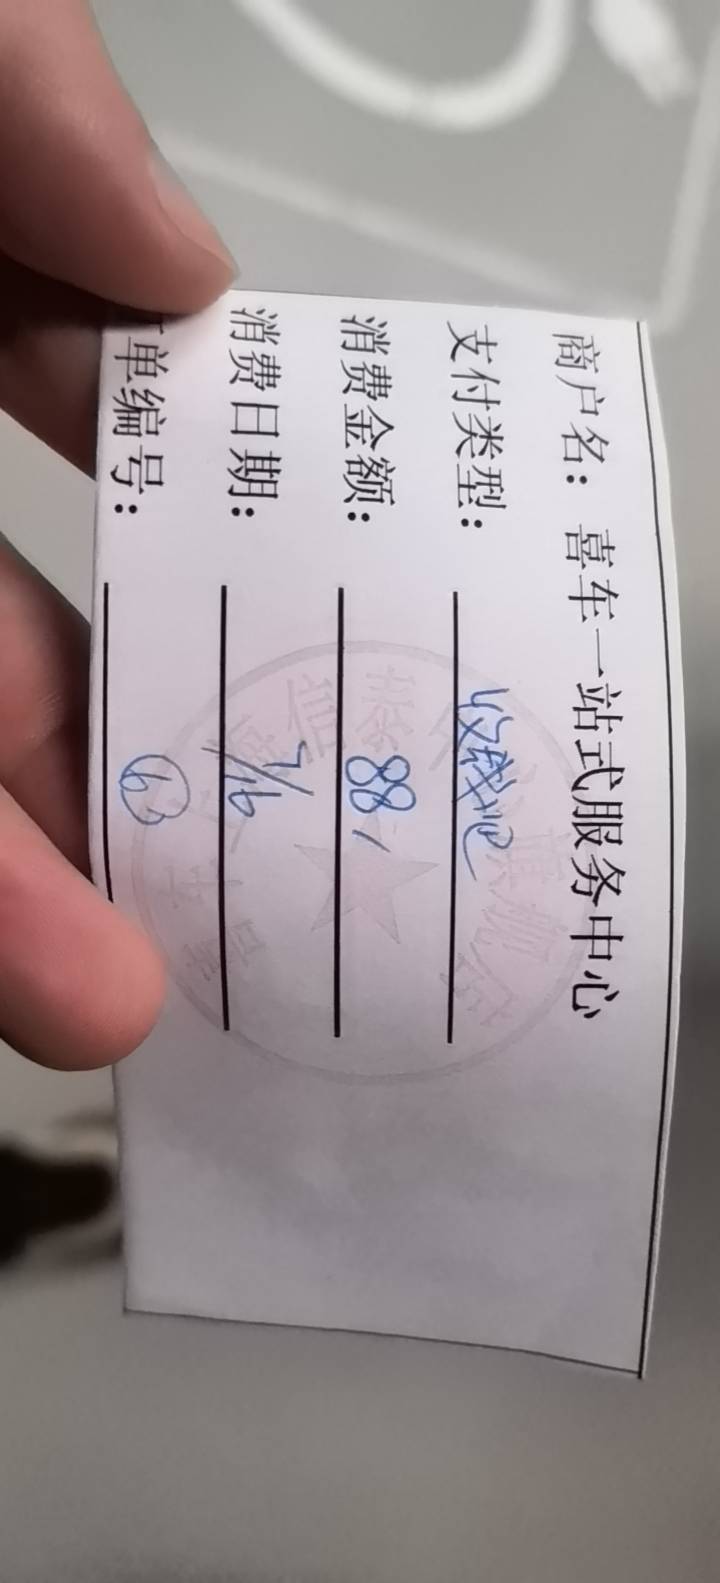 商户名：喜车一站式服务中心
支付类型：收钱吧
消费金额：88
消费日期：7/16
单编号：⑥